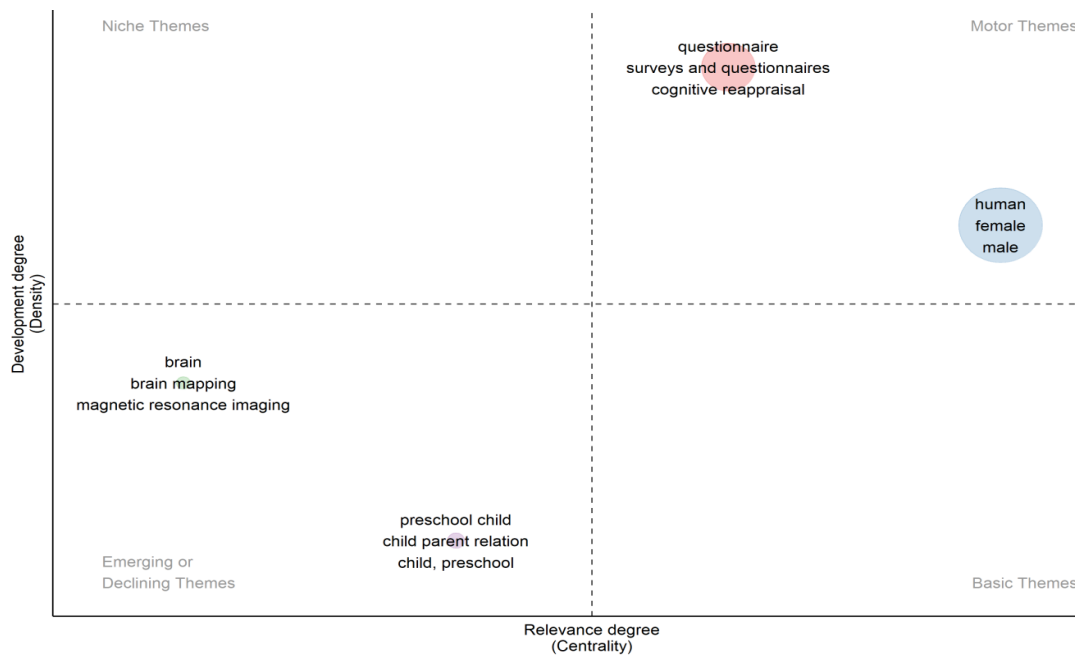 Niche Themes
Motor Themes
questionnaire
surveys and questionnaires
cognitive reappraisal
human
female
male
Development degree
(Density)
brain
brain mapping
magnetic resonance imaging
preschool child
child parent relation
child, preschool
Emerging or
Declining Themes
Basic Themes
Relevance degree
(Centrality)